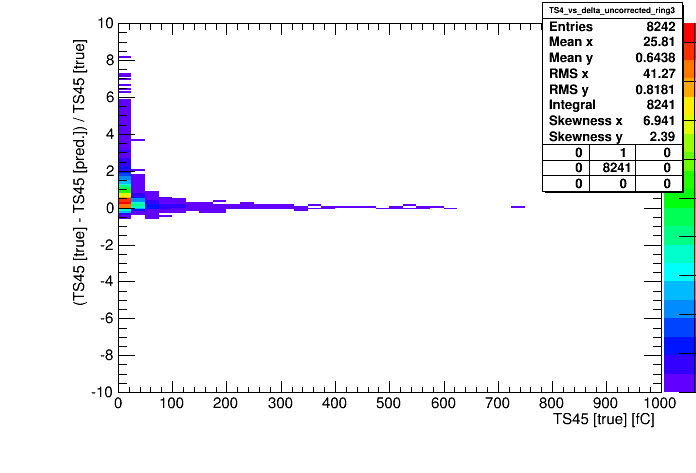 TS4_vs_delta_uncorrected_ring3
Entries 8242
Mean x 25.81
Mean y 0.6438
RMS x 41.27
RMS y 0.8181
Integral 8241
Skewness x 6.941
Skewness y 2.39
0 1 0
0 8241 0
0 0 0
(TS45 [true] - TS45 [pred.]) / TS45 [true]
10
8
6
4
2
0
-2
-4
-6
-8
-10
0 100 200 300 400 500 600 700 800 900 1000
TS45 [true] [fC]